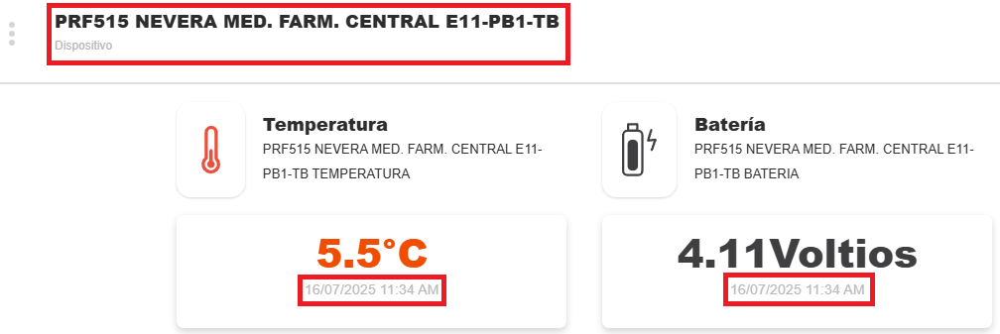 PRF515 NEVERA MED. FARM. CENTRAL E11-PB1-TB
Dispositivo
Temperatura
PRF515 NEVERA MED. FARM. CENTRAL E11-
PB1-TB TEMPERATURA
Batería
PRF515 NEVERA MED. FARM. CENTRAL E11-
PB1-TB BATERIA
5.5°C
16/07/2025 11:34 AM
4.11Voltios
16/07/2025 11:34 AM